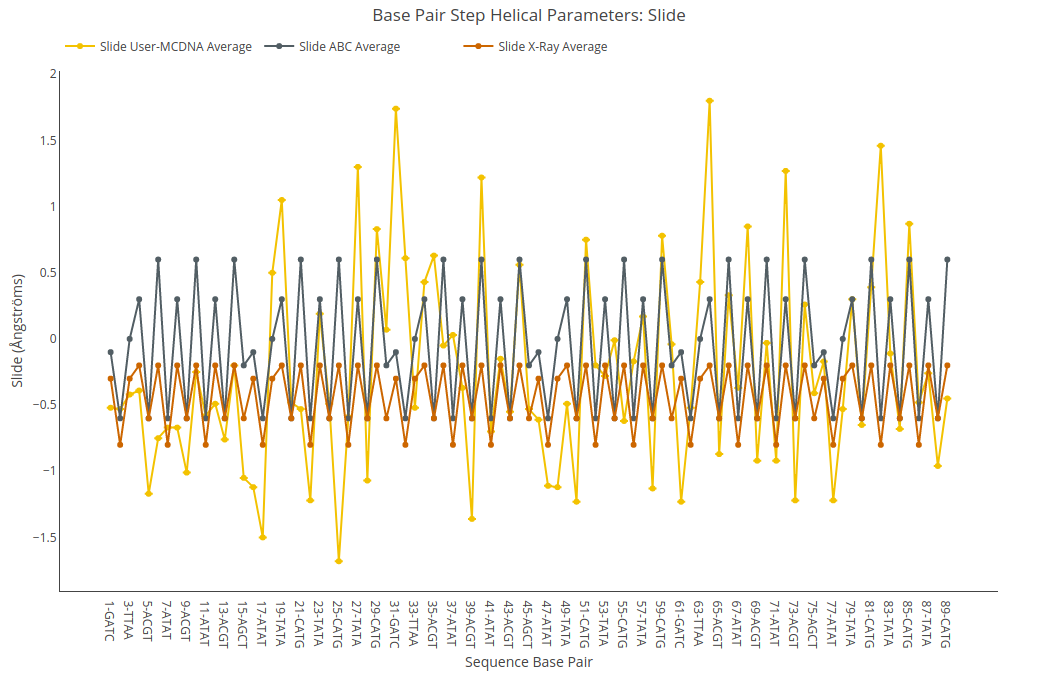 Base Pair Step Helical Parameters: Slide
Slide User-MCDNA Average
Slide ABC Average
Slide X-Ray Average
Slide (Ångströms)
2
1.5
1
0.5
0
−0.5
−1
−1.5
1-GATC
3-TTAA
5-ACGT
7-ATAT
9-ACGT
11-ATAT
13-ACGT
15-AGCT
17-ATAT
19-TATA
21-CATG
23-TATA
25-CATG
27-TATA
29-CATG
31-GATC
33-TTAA
35-ACGT
37-ATAT
39-ACGT
41-ATAT
43-ACGT
45-AGCT
47-ATAT
49-TATA
51-CATG
53-TATA
55-CATG
57-TATA
59-CATG
61-GATC
63-TTAA
65-ACGT
67-ATAT
69-ACGT
71-ATAT
73-ACGT
75-AGCT
77-ATAT
79-TATA
81-CATG
83-TATA
85-CATG
87-TATA
89-CATG
Sequence Base Pair